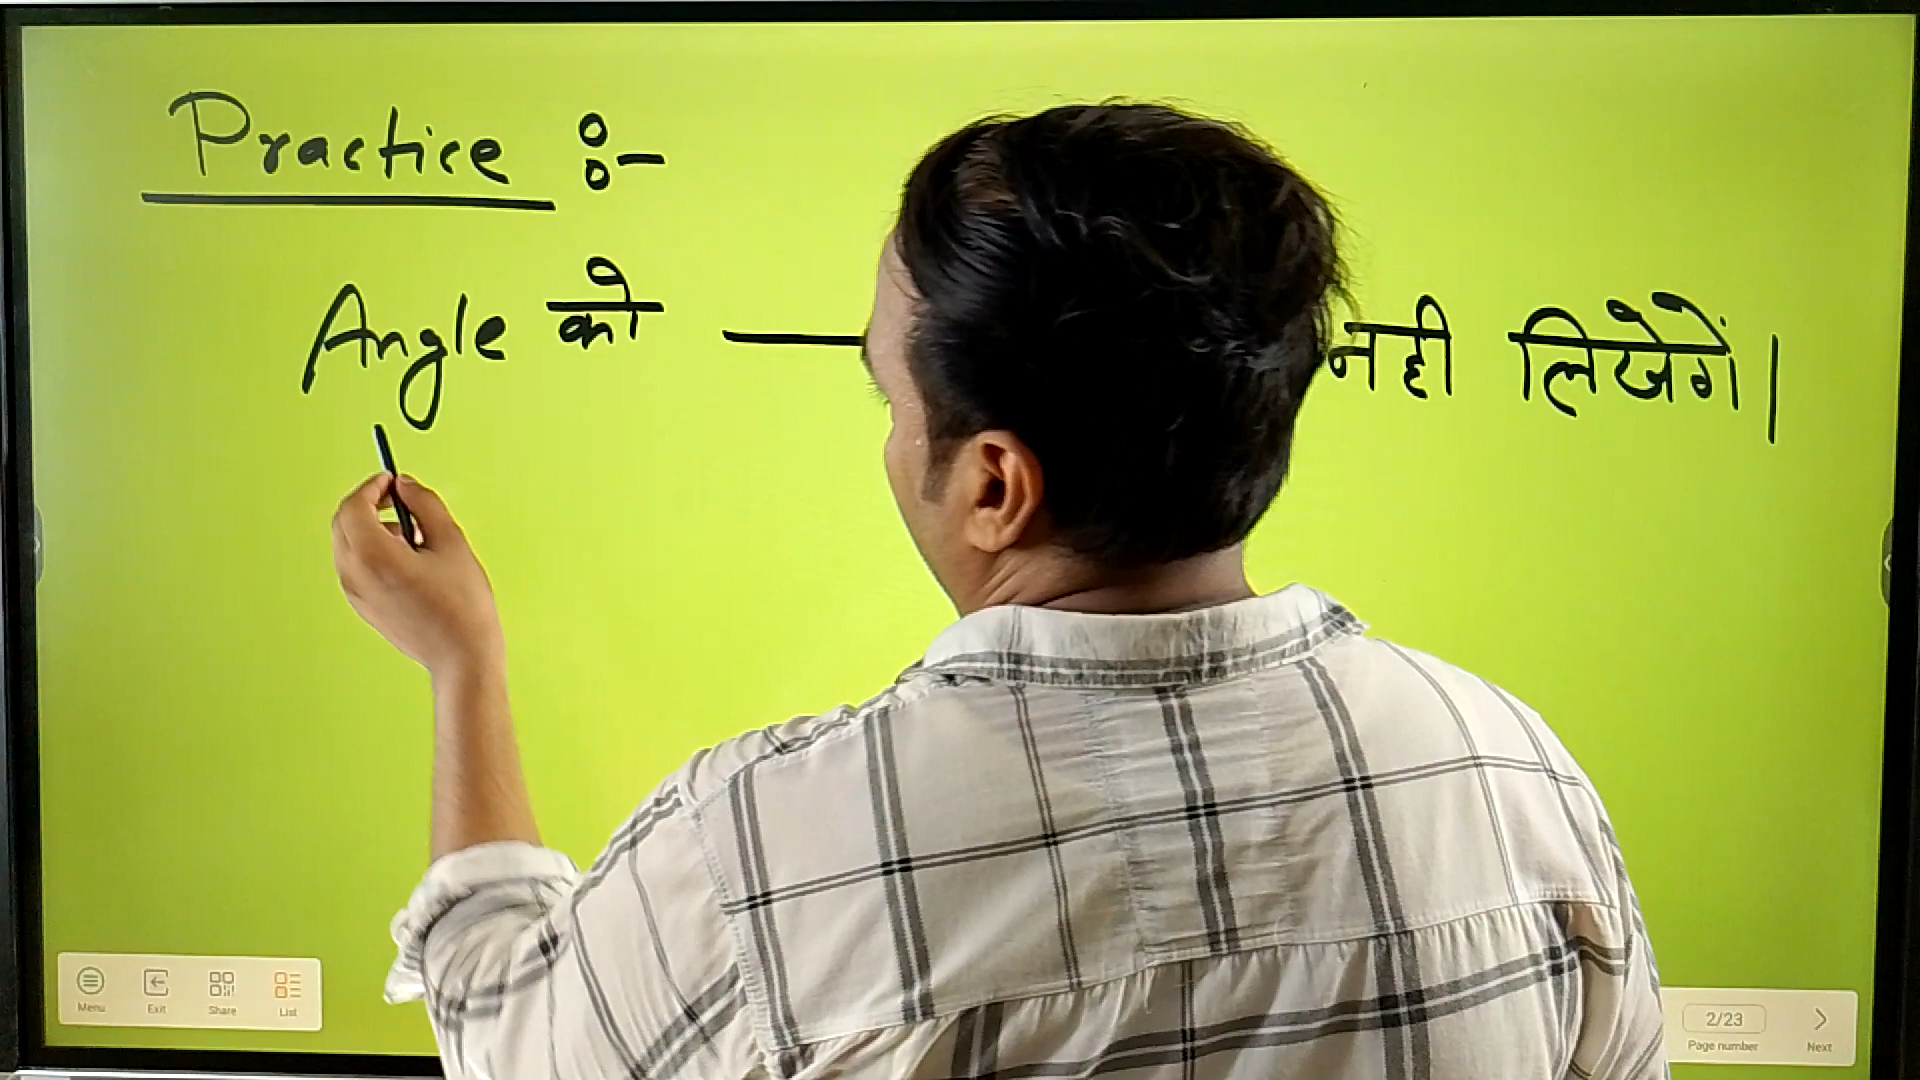 Practice :-
Angle को — नही लिखेगें।
Menu Exit Share List
2/23
Page number Next